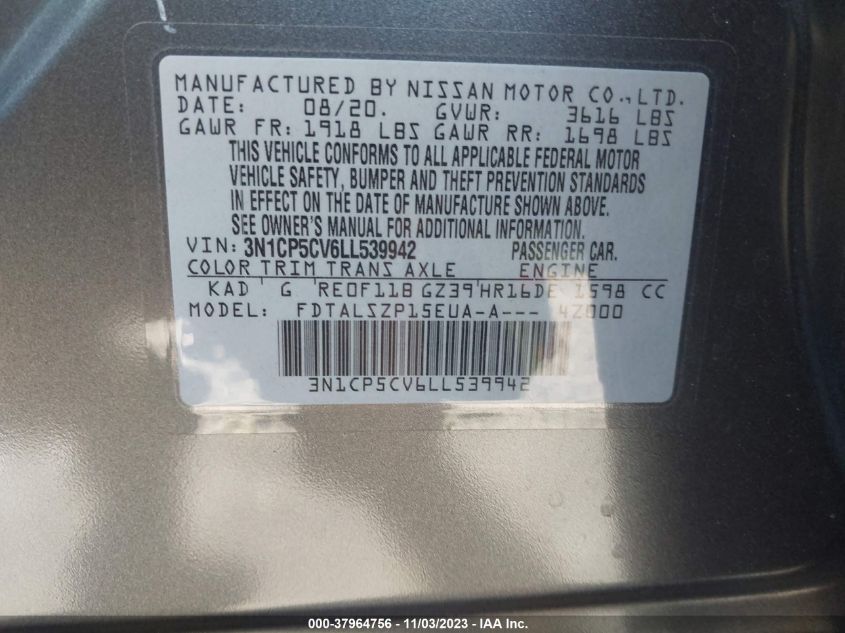 MANUFACTURED BY NISSAN MOTOR CO.,LTD.
DATE: 08/20. GVWR: 3616 LBS
GAWR FR: 1918 LBS GAWR RR: 1698 LBS
THIS VEHICLE CONFORMS TO ALL APPLICABLE FEDERAL MOTOR
VEHICLE SAFETY, BUMPER AND THEFT PREVENTION STANDARDS
IN EFFECT ON THE DATE OF MANUFACTURE SHOWN ABOVE.
SEE OWNER'S MANUAL FOR ADDITIONAL INFORMATION.
VIN: 3N1CP5CV6LL539942 PASSENGER CAR.
COLOR TRIM TRANS AXLE ENGINE
KAD G RE0F11B GZ39 HR16DE 1598 CC
MODEL: FDTALSZP15EUA-A--- 4Z000
3N1CP5CV6LL539942
000-37964756 - 11/03/2023 - IAA Inc.